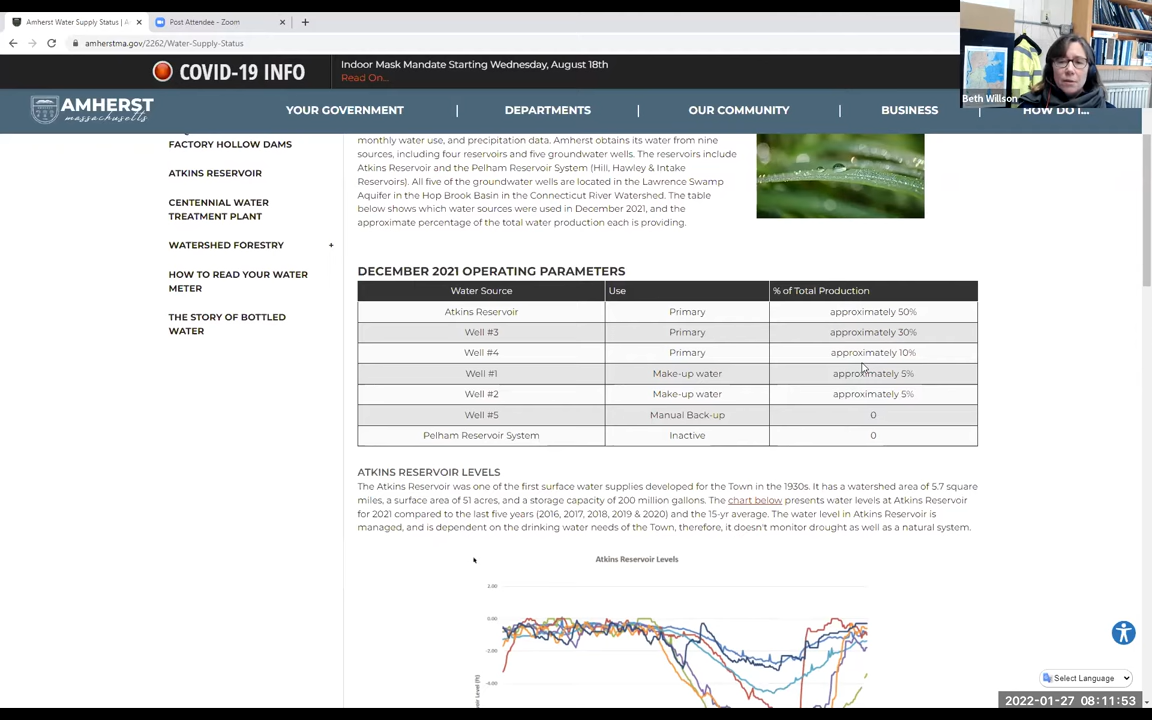 Amherst Water Supply Status |
Post Attendee - Zoom
amherstma.gov/2262/Water-Supply-Status
COVID-19 INFO
Indoor Mask Mandate Starting Wednesday, August 18th
Read On...
Beth Willson
AMHERST
massachusetts
YOUR GOVERNMENT
DEPARTMENTS
OUR COMMUNITY
BUSINESS
HOW DO I...
FACTORY HOLLOW DAMS
ATKINS RESERVOIR
CENTENNIAL WATER
TREATMENT PLANT
WATERSHED FORESTRY +
HOW TO READ YOUR WATER
METER
THE STORY OF BOTTLED
WATER
monthly water use, and precipitation data. Amherst obtains its water from nine
sources, including four reservoirs and five groundwater wells. The reservoirs include
Atkins Reservoir and the Pelham Reservoir System (Hill, Hawley & Intake
Reservoirs). All five of the groundwater wells are located in the Lawrence Swamp
Aquifer in the Hop Brook Basin in the Connecticut River Watershed. The table
below shows which water sources were used in December 2021, and the
approximate percentage of the total water production each is providing.
DECEMBER 2021 OPERATING PARAMETERS
Water Source Use % of Total Production
Atkins Reservoir Primary approximately 50%
Well #3 Primary approximately 30%
Well #4 Primary approximately 10%
Well #1 Make-up water approximately 5%
Well #2 Make-up water approximately 5%
Well #5 Manual Back-up 0
Pelham Reservoir System Inactive 0
ATKINS RESERVOIR LEVELS
The Atkins Reservoir was one of the first surface water supplies developed for the Town in the 1930s. It has a watershed area of 5.7 square
miles, a surface area of 51 acres, and a storage capacity of 200 million gallons. The chart below presents water levels at Atkins Reservoir
for 2021 compared to the last five years (2016, 2017, 2018, 2019 & 2020) and the 15-yr average. The water level in Atkins Reservoir is
managed, and is dependent on the drinking water needs of the Town, therefore, it doesn't monitor drought as well as a natural system.
Atkins Reservoir Levels
2.00
0.00
-2.00
-4.00
Level (ft)
Select Language
2022-01-27 08:11:53